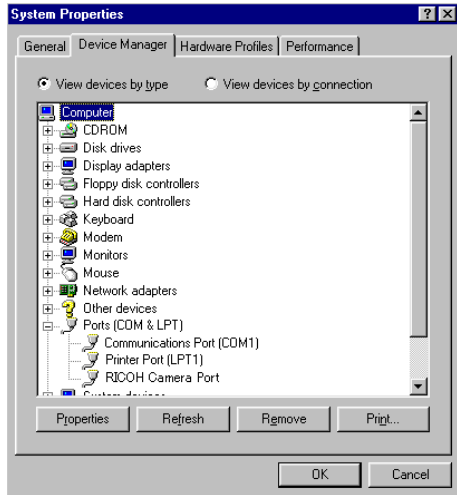 System Properties
General Device Manager Hardware Profiles Performance
View devices by type View devices by connection
Computer
CDROM
Disk drives
Display adapters
Floppy disk controllers
Hard disk controllers
Keyboard
Modem
Monitors
Mouse
Network adapters
Other devices
Ports (COM & LPT)
Communications Port (COM1)
Printer Port (LPT1)
RICOH Camera Port
System devices
Properties Refresh Remove Print...
OK Cancel